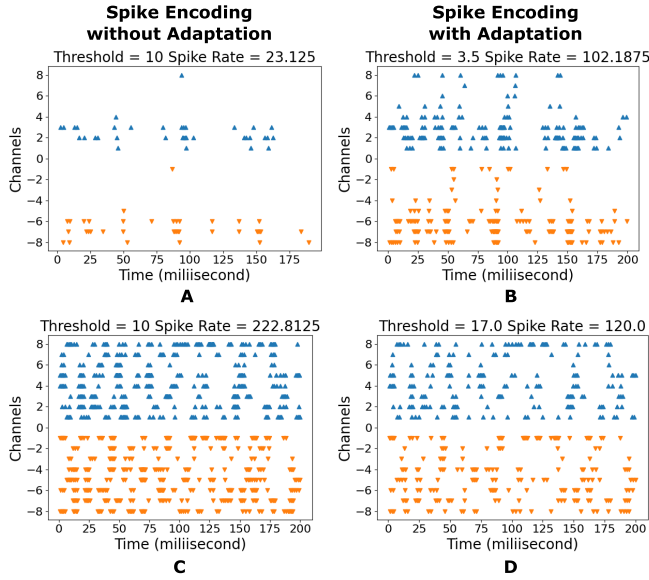 Spike Encoding
without Adaptation
Spike Encoding
with Adaptation
Threshold = 10 Spike Rate = 23.125
8
6
4
2
0
−2
−4
−6
−8
Channels
0 25 50 75 100 125 150 175
Time (miliisecond)
A
Threshold = 3.5 Spike Rate = 102.1875
8
6
4
2
0
−2
−4
−6
−8
Channels
0 25 50 75 100 125 150 175 200
Time (miliisecond)
B
Threshold = 10 Spike Rate = 222.8125
8
6
4
2
0
−2
−4
−6
−8
Channels
0 25 50 75 100 125 150 175 200
Time (miliisecond)
C
Threshold = 17.0 Spike Rate = 120.0
8
6
4
2
0
−2
−4
−6
−8
Channels
0 25 50 75 100 125 150 175 200
Time (miliisecond)
D